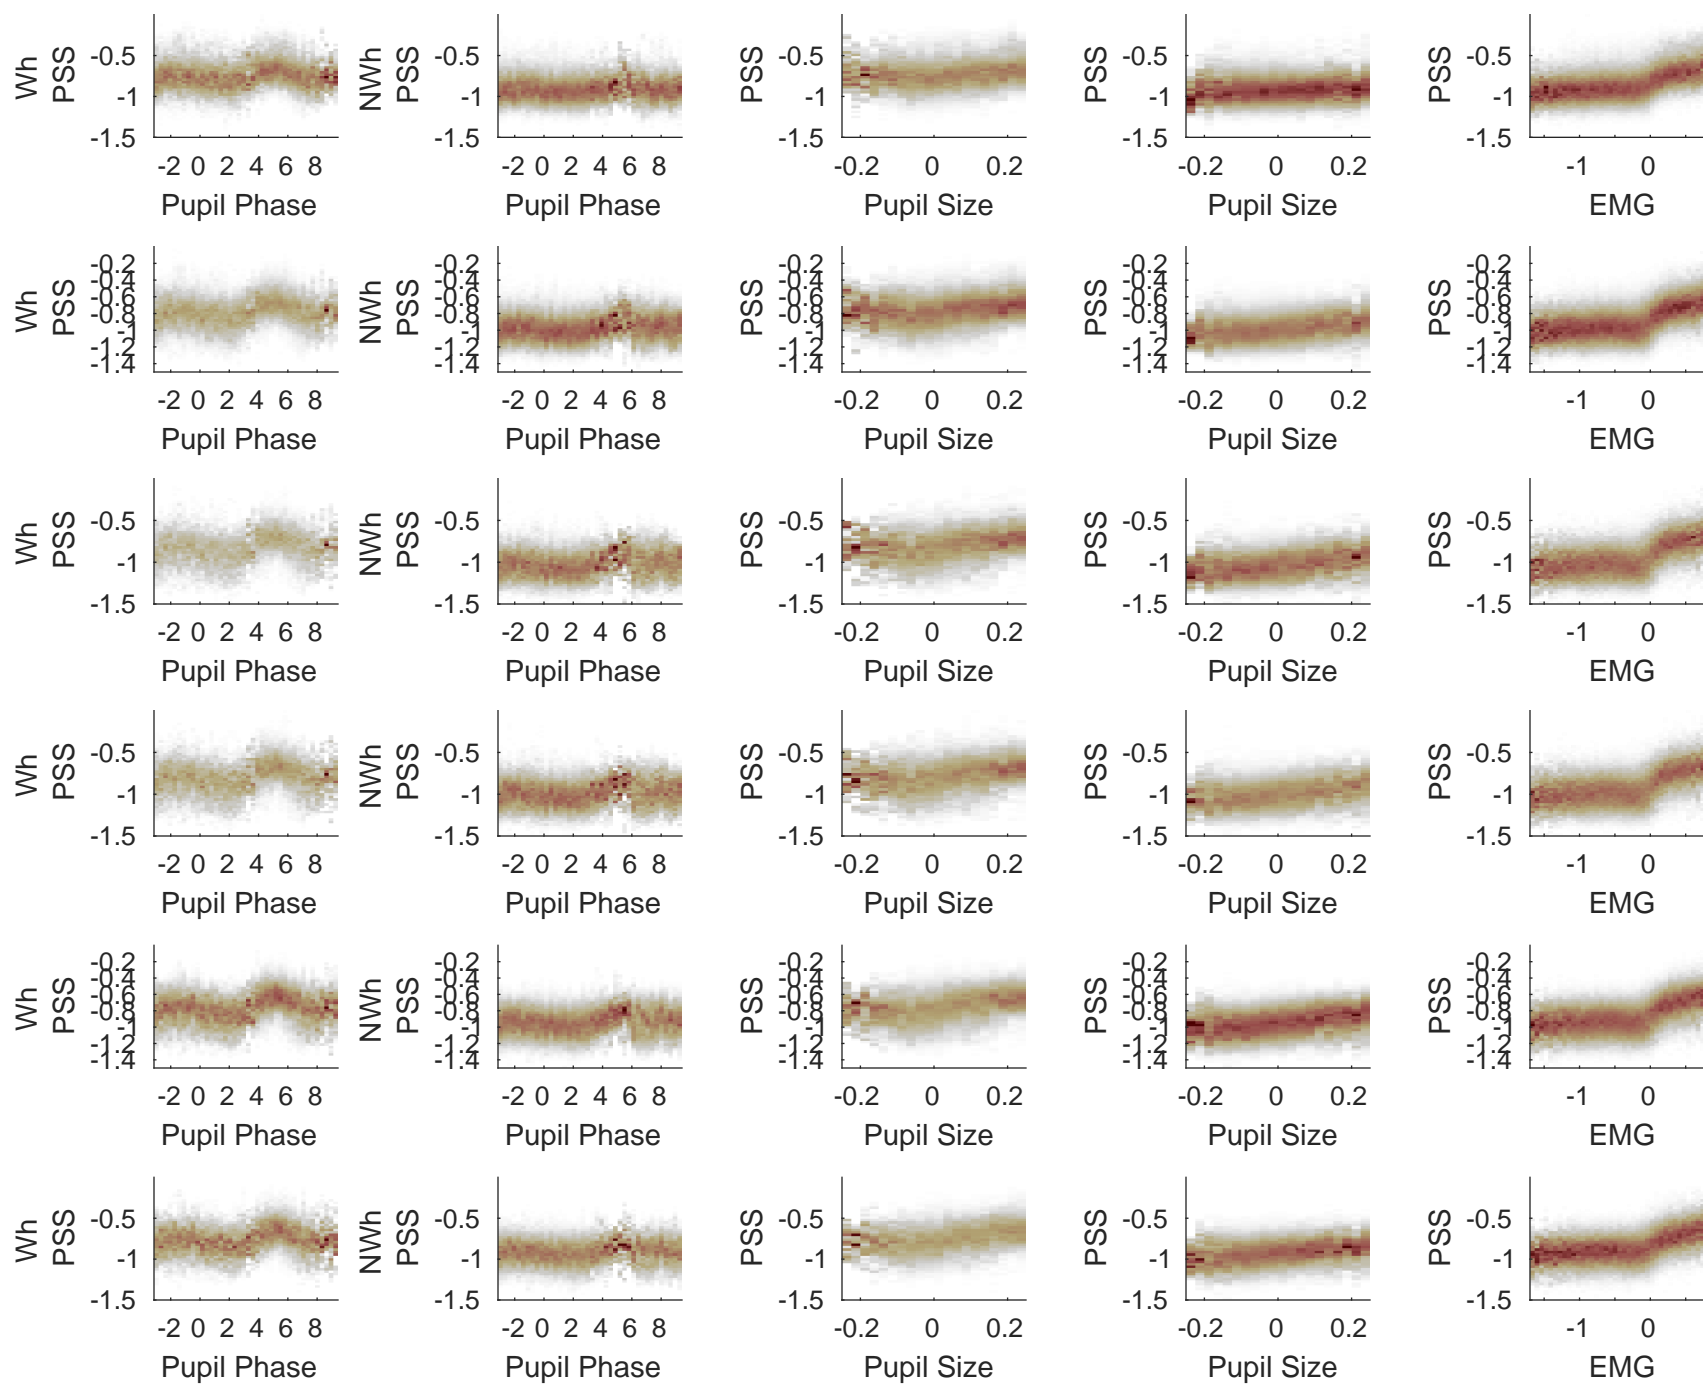 Wh PSS -0.5 -1 -1.5 -2 0 2 4 6 8 Pupil Phase
NWh PSS -0.5 -1 -1.5 -2 0 2 4 6 8 Pupil Phase
PSS -0.5 -1 -1.5 -0.2 0 0.2 Pupil Size
PSS -0.5 -1 -1.5 -0.2 0 0.2 Pupil Size
PSS -0.5 -1 -1.5 -1 0 EMG
Wh PSS -0.2 -0.4 -0.6 -0.8 -1 -1.2 -1.4 -2 0 2 4 6 8 Pupil Phase
NWh PSS -0.2 -0.4 -0.6 -0.8 -1 -1.2 -1.4 -2 0 2 4 6 8 Pupil Phase
PSS -0.2 -0.4 -0.6 -0.8 -1 -1.2 -1.4 -0.2 0 0.2 Pupil Size
PSS -0.2 -0.4 -0.6 -0.8 -1 -1.2 -1.4 -0.2 0 0.2 Pupil Size
PSS -0.2 -0.4 -0.6 -0.8 -1 -1.2 -1.4 -1 0 EMG
Wh PSS -0.5 -1 -1.5 -2 0 2 4 6 8 Pupil Phase
NWh PSS -0.5 -1 -1.5 -2 0 2 4 6 8 Pupil Phase
PSS -0.5 -1 -1.5 -0.2 0 0.2 Pupil Size
PSS -0.5 -1 -1.5 -0.2 0 0.2 Pupil Size
PSS -0.5 -1 -1.5 -1 0 EMG
Wh PSS -0.5 -1 -1.5 -2 0 2 4 6 8 Pupil Phase
NWh PSS -0.5 -1 -1.5 -2 0 2 4 6 8 Pupil Phase
PSS -0.5 -1 -1.5 -0.2 0 0.2 Pupil Size
PSS -0.5 -1 -1.5 -0.2 0 0.2 Pupil Size
PSS -0.5 -1 -1.5 -1 0 EMG
Wh PSS -0.2 -0.4 -0.6 -0.8 -1 -1.2 -1.4 -2 0 2 4 6 8 Pupil Phase
NWh PSS -0.2 -0.4 -0.6 -0.8 -1 -1.2 -1.4 -2 0 2 4 6 8 Pupil Phase
PSS -0.2 -0.4 -0.6 -0.8 -1 -1.2 -1.4 -0.2 0 0.2 Pupil Size
PSS -0.2 -0.4 -0.6 -0.8 -1 -1.2 -1.4 -0.2 0 0.2 Pupil Size
PSS -0.2 -0.4 -0.6 -0.8 -1 -1.2 -1.4 -1 0 EMG
Wh PSS -0.5 -1 -1.5 -2 0 2 4 6 8 Pupil Phase
NWh PSS -0.5 -1 -1.5 -2 0 2 4 6 8 Pupil Phase
PSS -0.5 -1 -1.5 -0.2 0 0.2 Pupil Size
PSS -0.5 -1 -1.5 -0.2 0 0.2 Pupil Size
PSS -0.5 -1 -1.5 -1 0 EMG